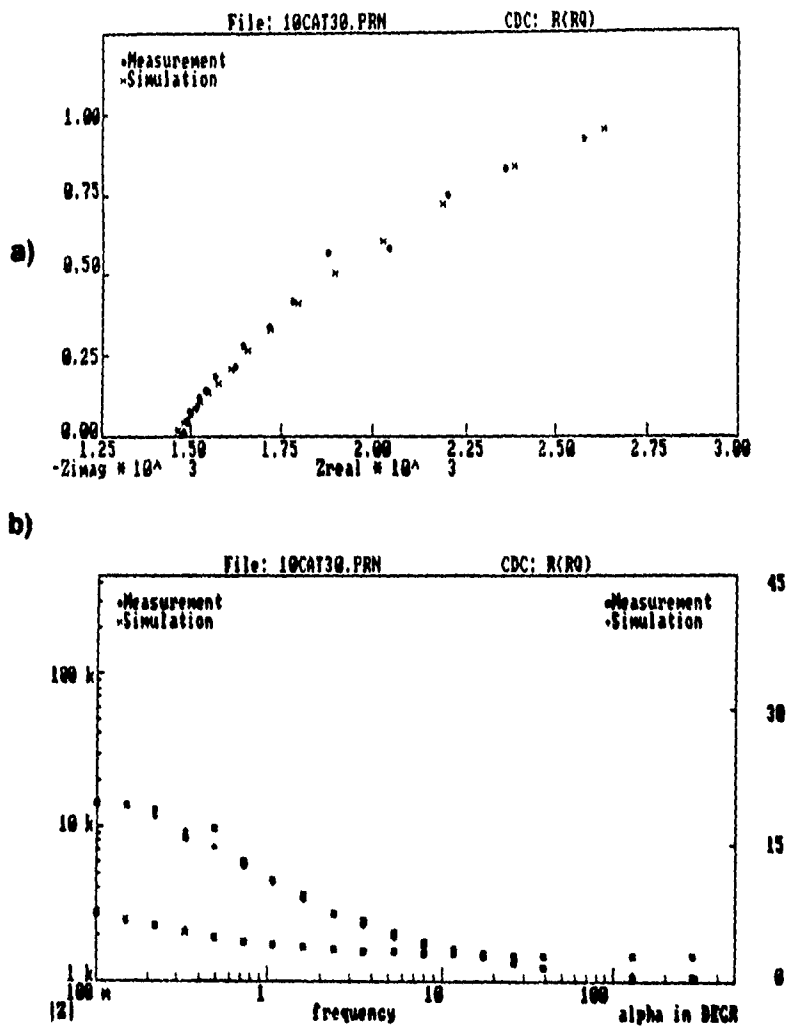 File: 10CAT30.PRN CDC: R(RQ)
Measurement
Simulation
1.00
0.75
a)
0.50
0.25
0.00
1.25 1.50 1.75 2.00 2.25 2.50 2.75 3.00
-Zimag * 10^ 3 Zreal * 10^ 3
b)
File: 10CAT30.PRN CDC: R(RQ)
45
Measurement Measurement
Simulation Simulation
100 k
30
10 k
15
1 k
0
100 m 1 10 100
|Z| frequency alpha in DEGR